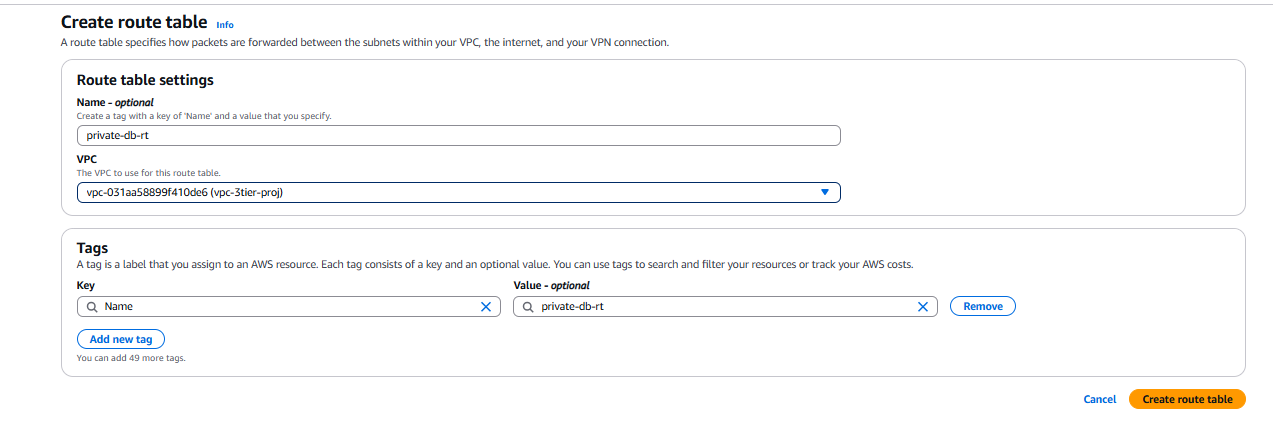 Create route table Info
A route table specifies how packets are forwarded between the subnets within your VPC, the internet, and your VPN connection.
Route table settings
Name - optional
Create a tag with a key of 'Name' and a value that you specify.
private-db-rt
VPC
The VPC to use for this route table.
vpc-031aa58899f410de6 (vpc-3tier-proj)
Tags
A tag is a label that you assign to an AWS resource. Each tag consists of a key and an optional value. You can use tags to search and filter your resources or track your AWS costs.
Key Value - optional
Name private-db-rt Remove
Add new tag
You can add 49 more tags.
Cancel Create route table